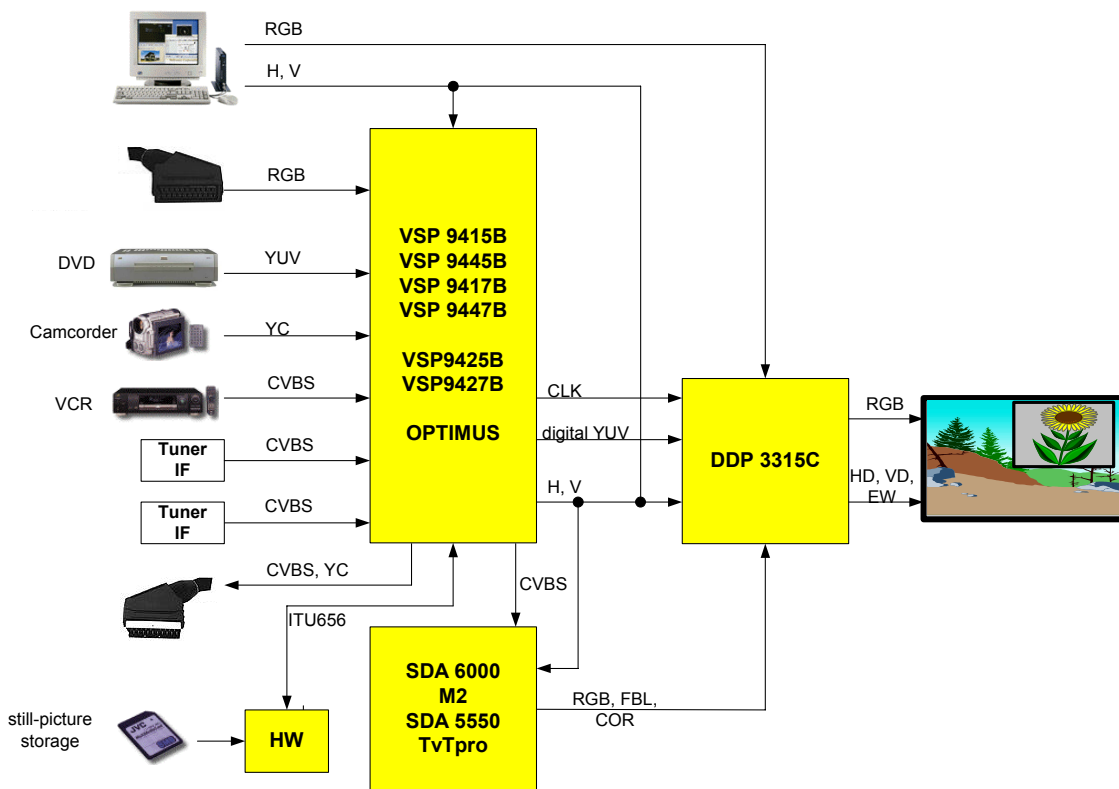 RGB
H, V
RGB
DVD
YUV
Camcorder
YC
VCR
CVBS
Tuner
IF
CVBS
Tuner
IF
CVBS
VSP 9415B
VSP 9445B
VSP 9417B
VSP 9447B
VSP9425B
VSP9427B
OPTIMUS
CLK
digital YUV
H, V
DDP 3315C
RGB
HD, VD,
EW
CVBS, YC
ITU656
CVBS
SDA 6000
M2
SDA 5550
TvTpro
RGB, FBL,
COR
still-picture
storage
JVC
HW